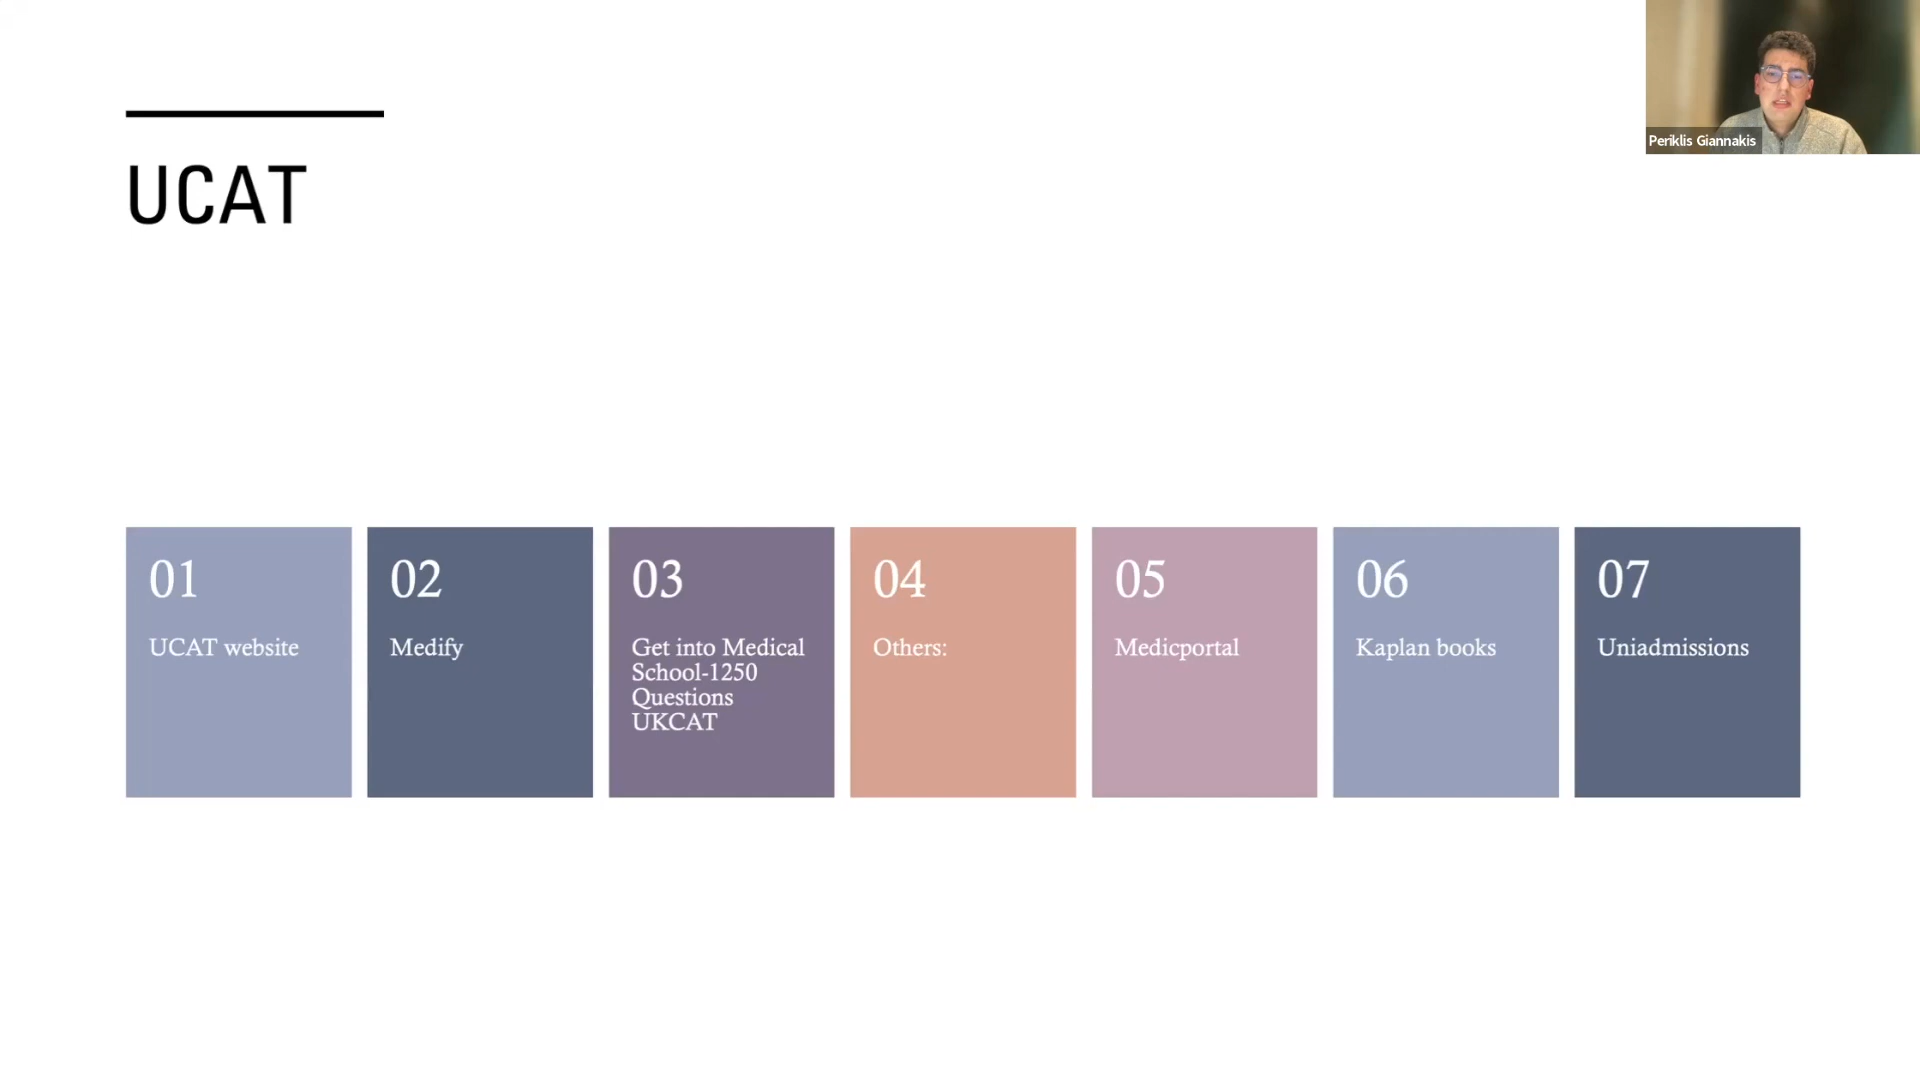 Periklis Giannakis
UCAT
01
UCAT website
02
Medify
03
Get into Medical
School-1250
Questions
UKCAT
04
Others:
05
Medicportal
06
Kaplan books
07
Uniadmissions